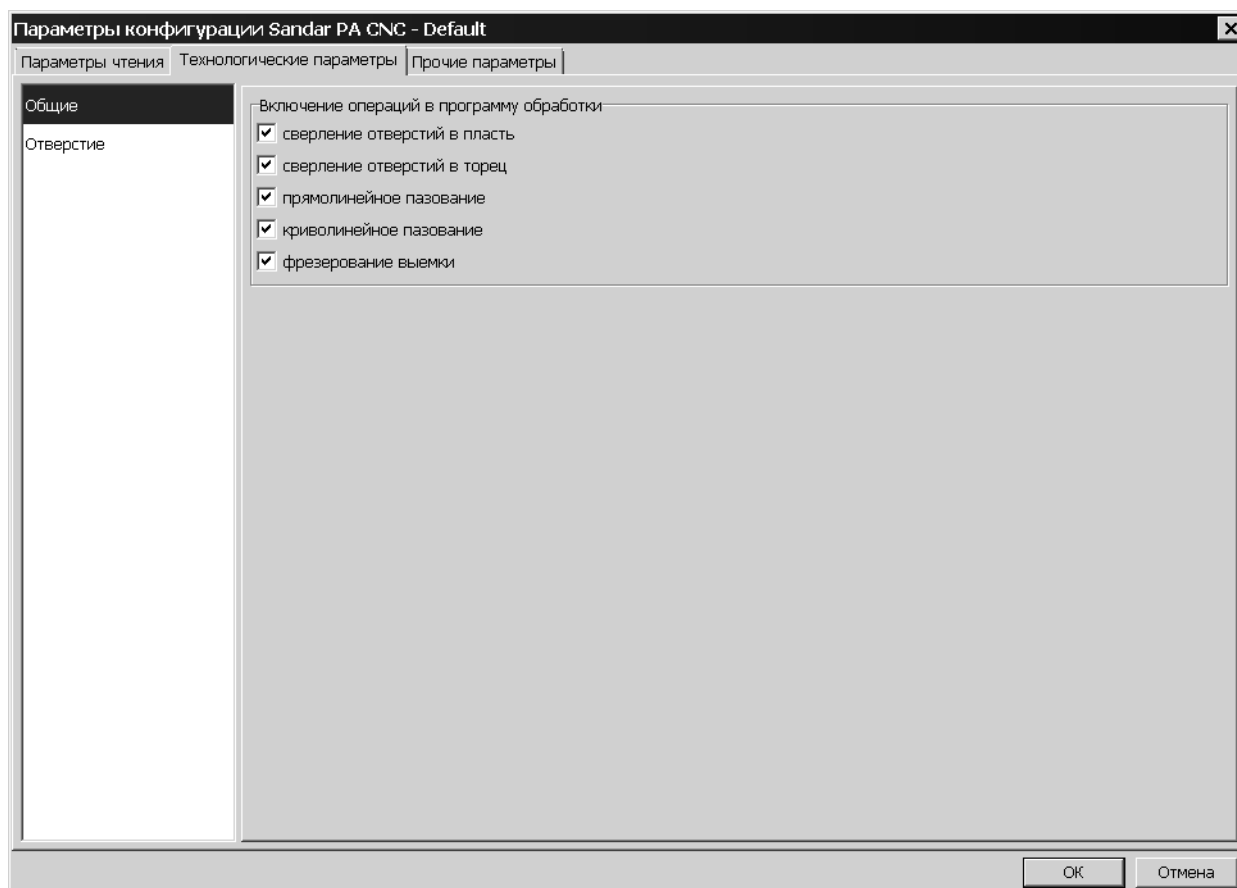 Параметры конфигурации Sandar PA CNC - Default
Параметры чтения Технологические параметры Прочие параметры
Общие
Отверстие
Включение операций в программу обработки
сверление отверстий в пласть
сверление отверстий в торец
прямолинейное пазование
криволинейное пазование
фрезерование выемки
ОК Отмена